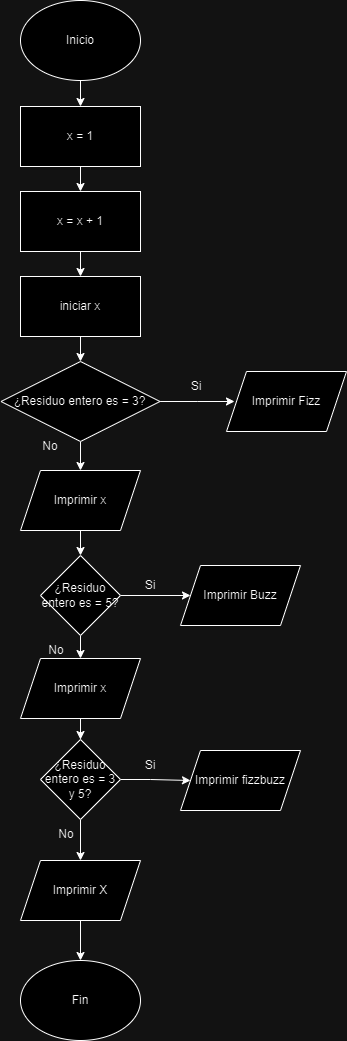 Inicio
x = 1
x = x + 1
iniciar x
¿Residuo entero es = 3?
Si
Imprimir Fizz
No
Imprimir x
¿Residuo
entero es = 5?
Si
Imprimir Buzz
No
Imprimir x
¿Residuo
entero es = 3
y 5?
Si
Imprimir fizzbuzz
No
Imprimir X
Fin